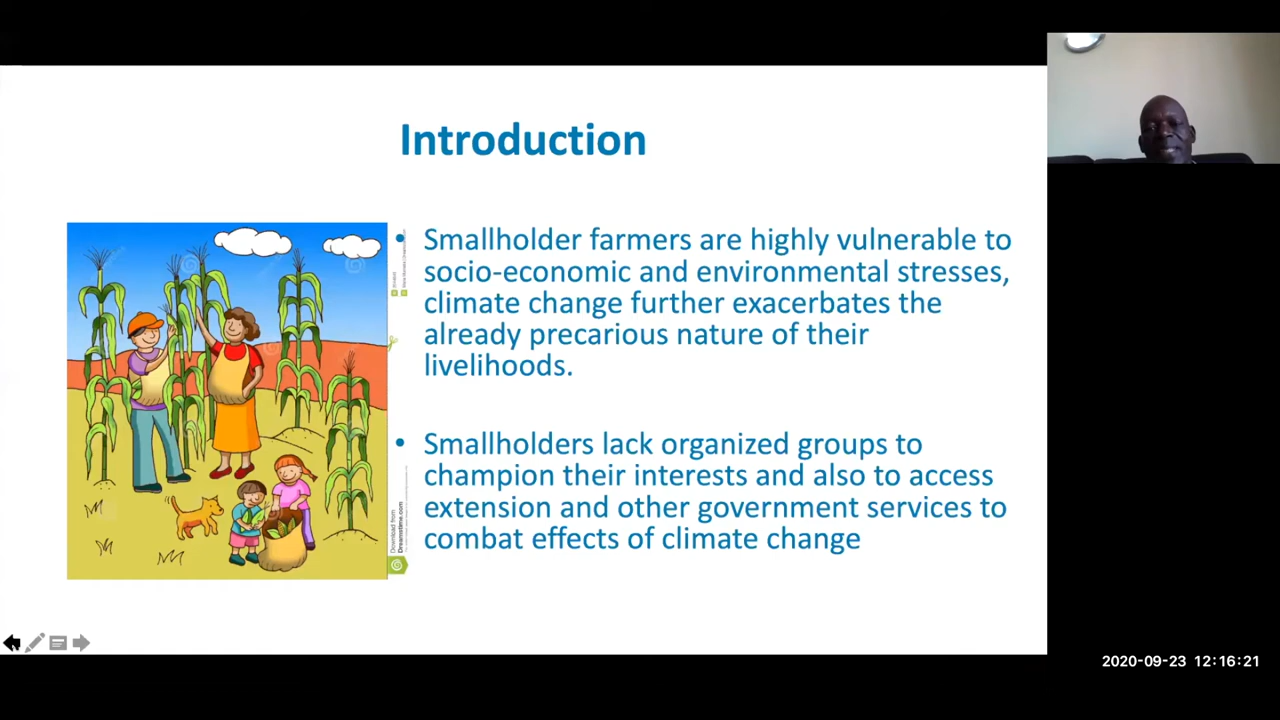 Introduction
• Smallholder farmers are highly vulnerable to
socio-economic and environmental stresses,
climate change further exacerbates the
already precarious nature of their
livelihoods.
• Smallholders lack organized groups to
champion their interests and also to access
extension and other government services to
combat effects of climate change
Download from
Dreamstime.com
2020-09-23 12:16:21